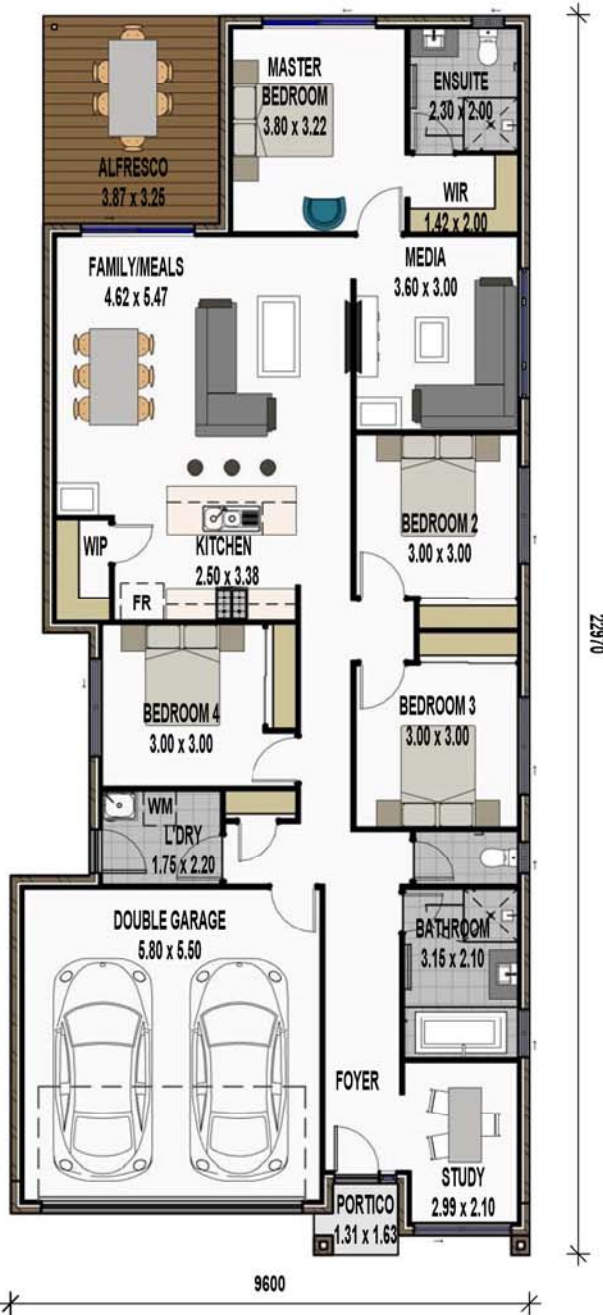 MASTER
BEDROOM
3.80 x 3.22
ENSUITE
2.30 x 2.00
ALFRESCO
3.87 x 3.25
WIR
1.42 x 2.00
FAMILY/MEALS
4.62 x 5.47
MEDIA
3.60 x 3.00
BEDROOM 2
3.00 x 3.00
WIP
KITCHEN
2.50 x 3.38
FR
22970
BEDROOM 4
3.00 x 3.00
BEDROOM 3
3.00 x 3.00
WM
L'DRY
1.75 x 2.20
DOUBLE GARAGE
5.80 x 5.50
BATHROOM
3.15 x 2.10
FOYER
STUDY
2.99 x 2.10
PORTICO
1.31 x 1.63
9600